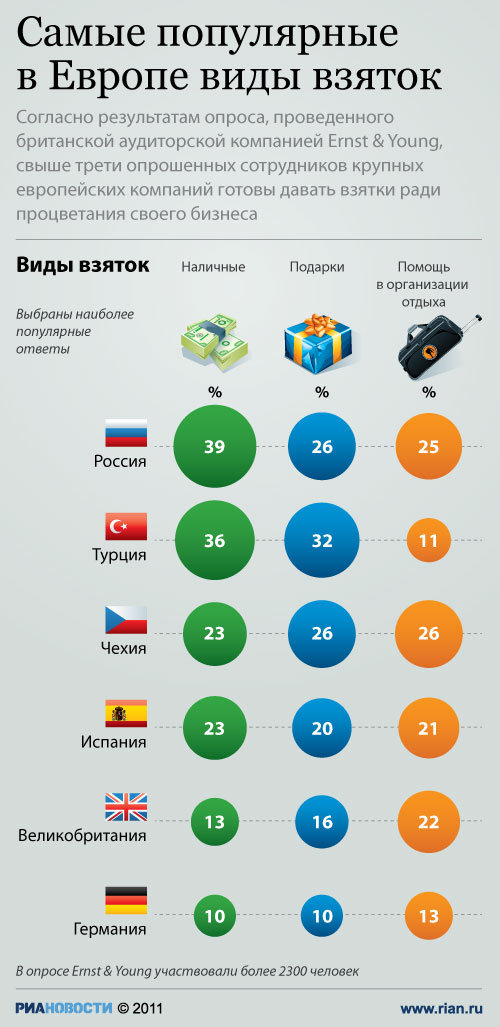 Самые популярные
в Европе виды взяток
Согласно результатам опроса, проведенного
британской аудиторской компанией Ernst & Young,
свыше трети опрошенных сотрудников крупных
европейских компаний готовы давать взятки ради
процветания своего бизнеса
Виды взяток
Выбраны наиболее
популярные
ответы
Наличные
Подарки
Помощь
в организации
отдыха
% % %
Россия 39 26 25
Турция 36 32 11
Чехия 23 26 26
Испания 23 20 21
Великобритания 13 16 22
Германия 10 10 13
В опросе Ernst & Young участвовали более 2300 человек
РИАНОВОСТИ © 2011 www.rian.ru